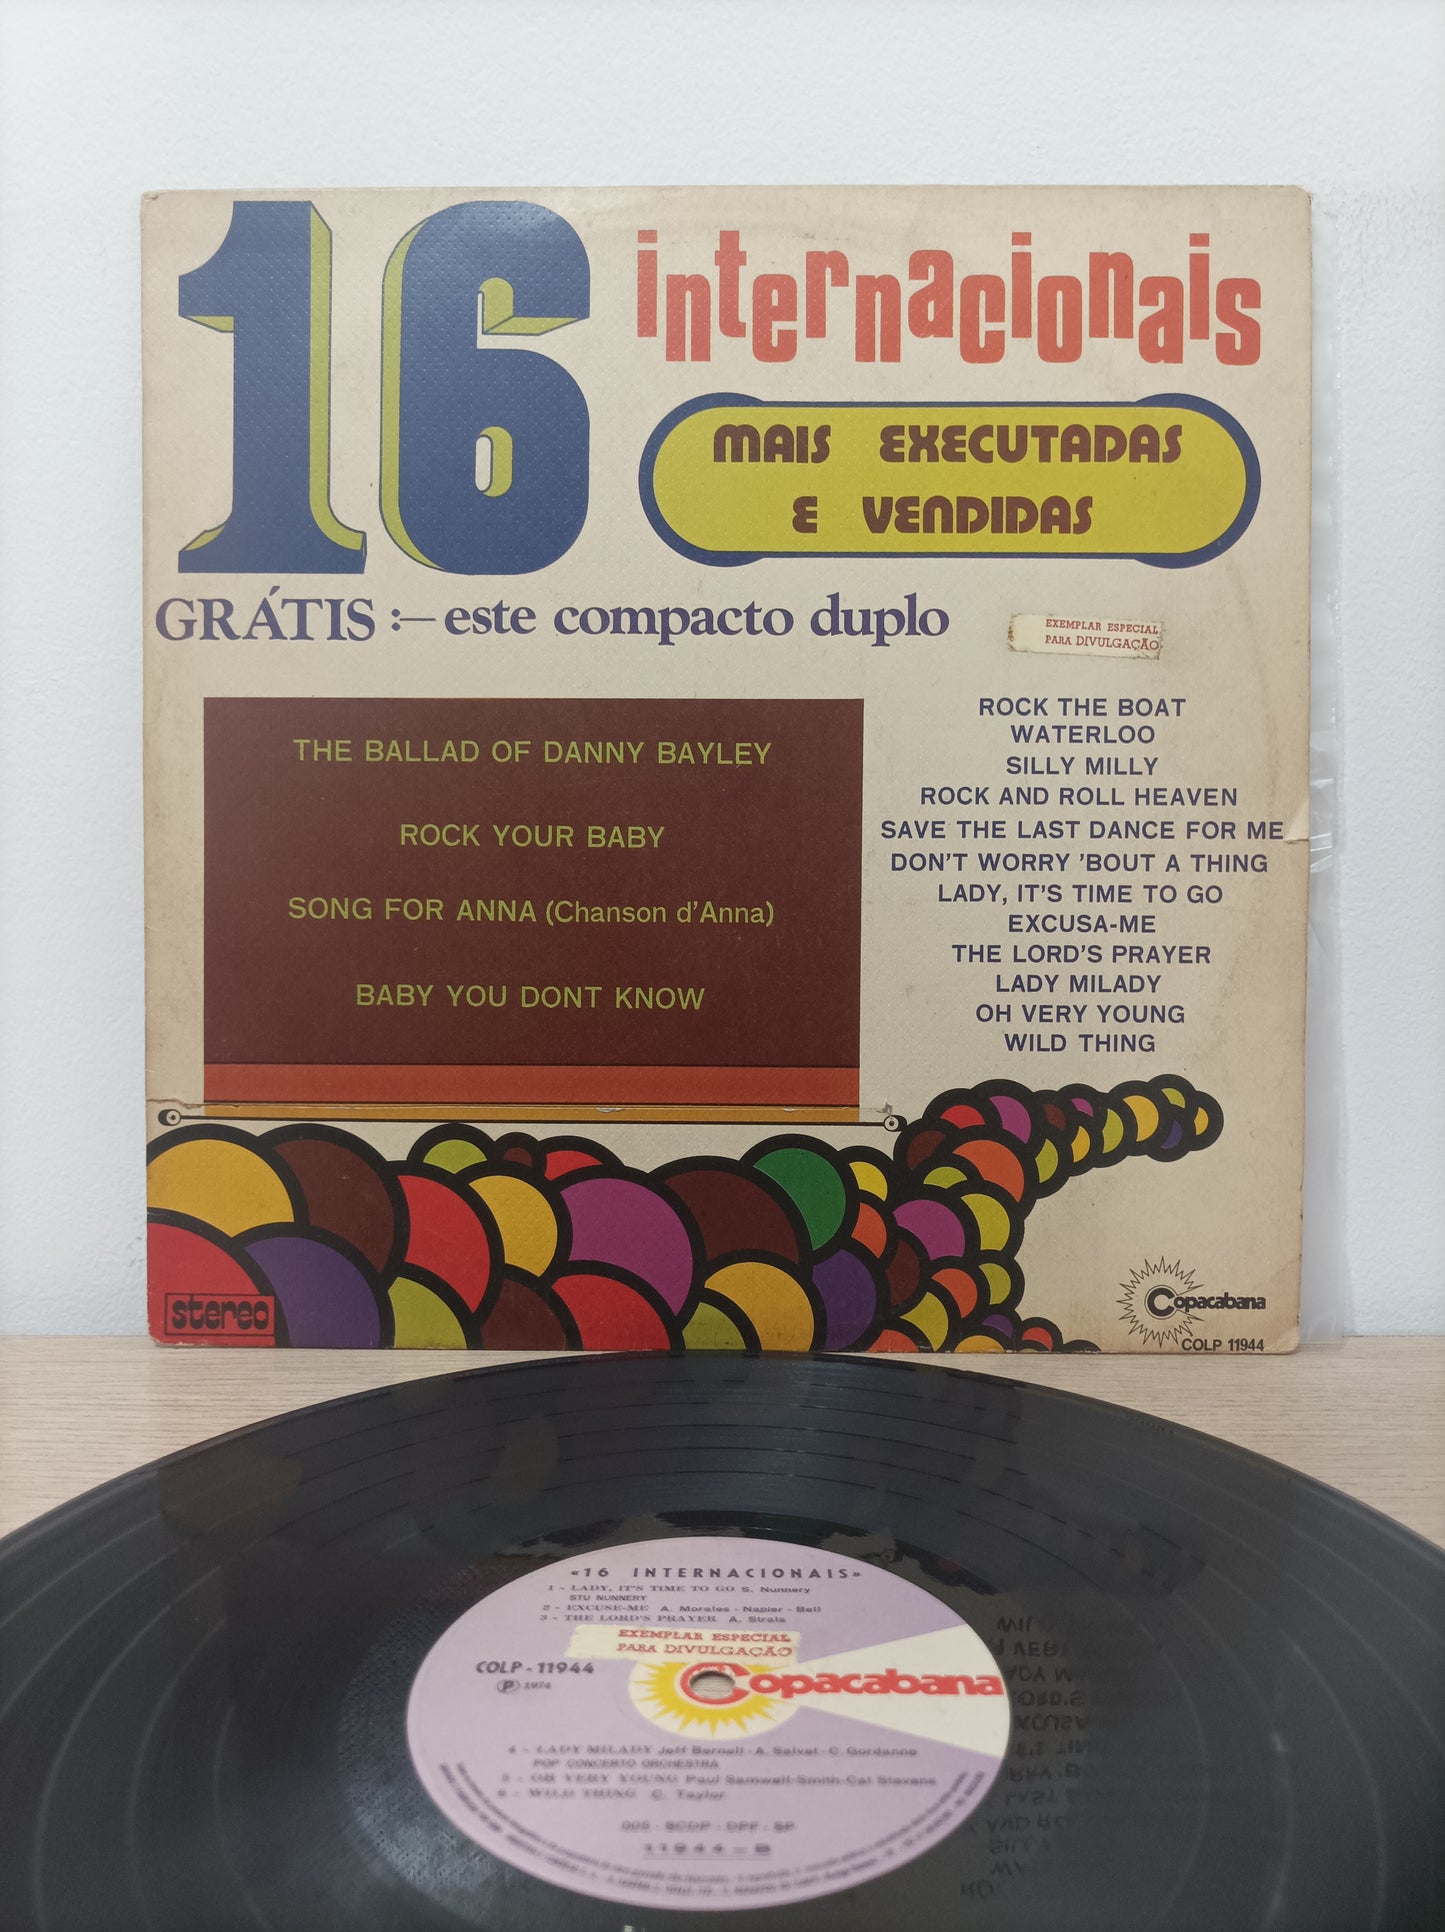 16 internacionais
MAIS EXECUTADAS
E VENDIDAS
GRÁTIS :— este compacto duplo
EXEMPLAR ESPECIAL
PARA DIVULGAÇÃO
THE BALLAD OF DANNY BAYLEY
ROCK YOUR BABY
SONG FOR ANNA (Chanson d'Anna)
BABY YOU DONT KNOW
ROCK THE BOAT
WATERLOO
SILLY MILLY
ROCK AND ROLL HEAVEN
SAVE THE LAST DANCE FOR ME
DON'T WORRY 'BOUT A THING
LADY, IT'S TIME TO GO
EXCUSA-ME
THE LORD'S PRAYER
LADY MILADY
OH VERY YOUNG
WILD THING
stereo
Copacabana
COLP 11944
«16 INTERNACIONAIS»
1 - LADY, IT'S TIME TO GO S. Nunnery
STU NUNNERY
2 - EXCUSE-ME A. Morales - Napier - Bell
3 - THE LORD'S PRAYER A. Strals
EXEMPLAR ESPECIAL
PARA DIVULGAÇÃO
COLP - 11944
Ⓟ 1974
Copacabana
4 - LADY MILADY Jeff Barnell - A. Salvet - C. Gordanne
POP CONCERTO ORCHESTRA
5 - OH VERY YOUNG Paul Samwell-Smith-Cat Stevens
6 - WILD THING C. Taylor
005 - SCDP - DPF - SP
11944 - B